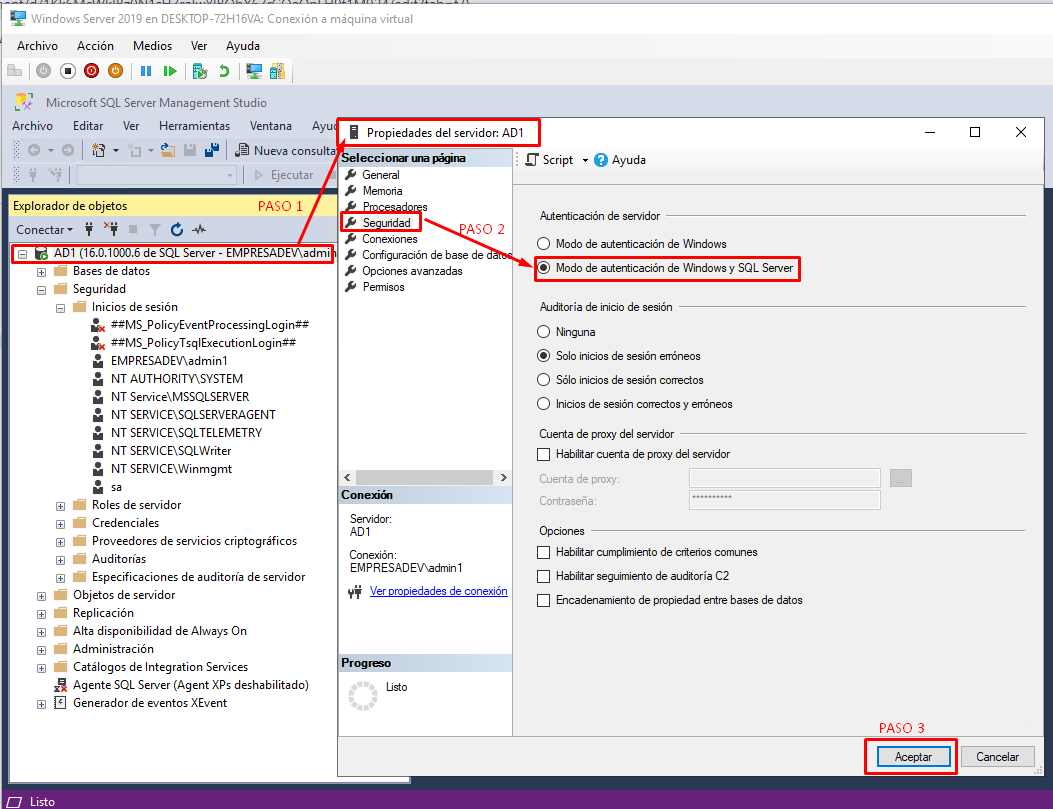 Windows Server 2019 en DESKTOP-72H16VA: Conexión a máquina virtual
Archivo Acción Medios Ver Ayuda
Microsoft SQL Server Management Studio
Archivo Editar Ver Herramientas Ventana Ayu
Nueva consulta
Ejecutar
Explorador de objetos
PASO 1
Conectar
AD1 (16.0.1000.6 de SQL Server - EMPRESADEV\admin
Bases de datos
Seguridad
Inicios de sesión
##MS_PolicyEventProcessingLogin##
##MS_PolicyTsqlExecutionLogin##
EMPRESADEV\admin1
NT AUTHORITY\SYSTEM
NT Service\MSSQLSERVER
NT SERVICE\SQLSERVERAGENT
NT SERVICE\SQLTELEMETRY
NT SERVICE\SQLWriter
NT SERVICE\Winmgmt
sa
Roles de servidor
Credenciales
Proveedores de servicios criptográficos
Auditorías
Especificaciones de auditoría de servidor
Objetos de servidor
Replicación
Alta disponibilidad de Always On
Administración
Catálogos de Integration Services
Agente SQL Server (Agent XPs deshabilitado)
Generador de eventos XEvent
Listo
Propiedades del servidor: AD1
Seleccionar una página
General
Memoria
Procesadores
Seguridad
PASO 2
Conexiones
Configuración de base de datos
Opciones avanzadas
Permisos
Conexión
Servidor:
AD1
Conexión:
EMPRESADEV\admin1
Ver propiedades de conexión
Progreso
Listo
Script Ayuda
Autenticación de servidor
Modo de autenticación de Windows
Modo de autenticación de Windows y SQL Server
Auditoría de inicio de sesión
Ninguna
Solo inicios de sesión erróneos
Sólo inicios de sesión correctos
Inicios de sesión correctos y erróneos
Cuenta de proxy del servidor
Habilitar cuenta de proxy del servidor
Cuenta de proxy:
...
Contraseña:
**********
Opciones
Habilitar cumplimiento de criterios comunes
Habilitar seguimiento de auditoría C2
Encadenamiento de propiedad entre bases de datos
PASO 3
Aceptar Cancelar